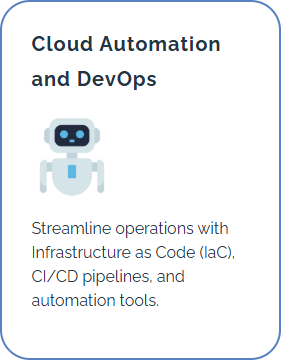 Cloud Automation
and DevOps
Streamline operations with
Infrastructure as Code (IaC),
CI/CD pipelines, and
automation tools.